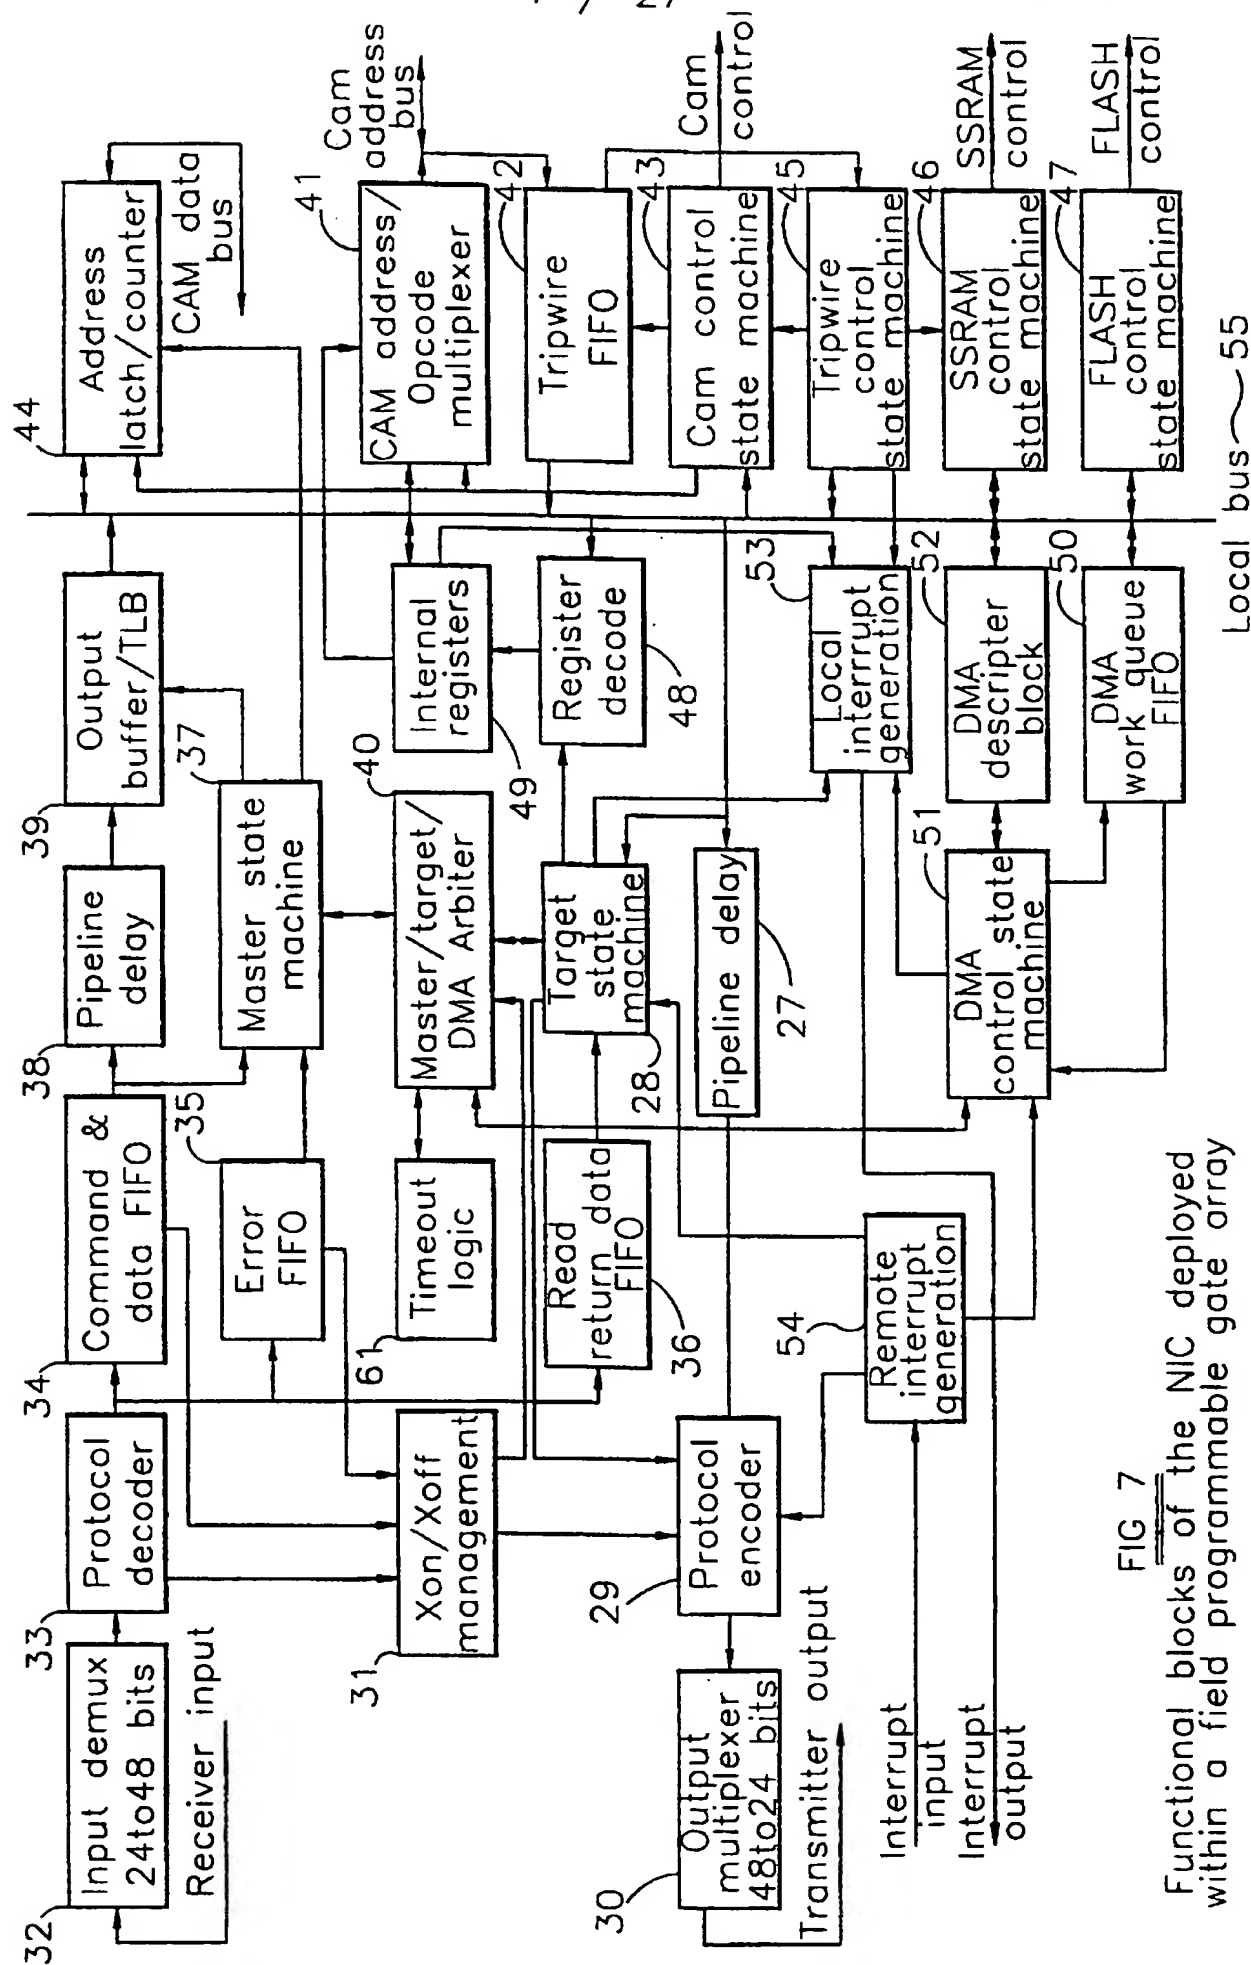 44
Address
latch/counter
CAM data
bus
41
Cam
address
bus
CAM address/
Opcode
multiplexer
42
Tripwire
FIFO
43
Cam control
state machine
Cam
control
45
Tripwire
control
state machine
46
SSRAM
control
state machine
SSRAM
control
47
FLASH
control
state machine
FLASH
control
Local bus 55
39
Output
buffer/TLB
37
Master state
machine
38
Pipeline
delay
40
Master/target/
DMA Arbiter
Internal
registers
49
Register
decode
48
53
Local
interrrupt
generation
52
DMA
descripter
block
50
DMA
work queue
FIFO
51
DMA
control state
machine
Target
state
machine
28
Pipeline delay
27
34
Command &
data FIFO
35
Error
FIFO
61
Timeout
logic
Read
return data
FIFO
36
54
Remote
interrupt
generation
33
Protocol
decoder
31
Xon/Xoff
management
29
Protocol
encoder
32
Input demux
24to48 bits
Receiver input
30
Output
multiplexer
48to24 bits
Transmitter output
Interrupt
input
Interrupt
output
FIG 7
Functional blocks of the NIC deployed
within a field programmable gate array